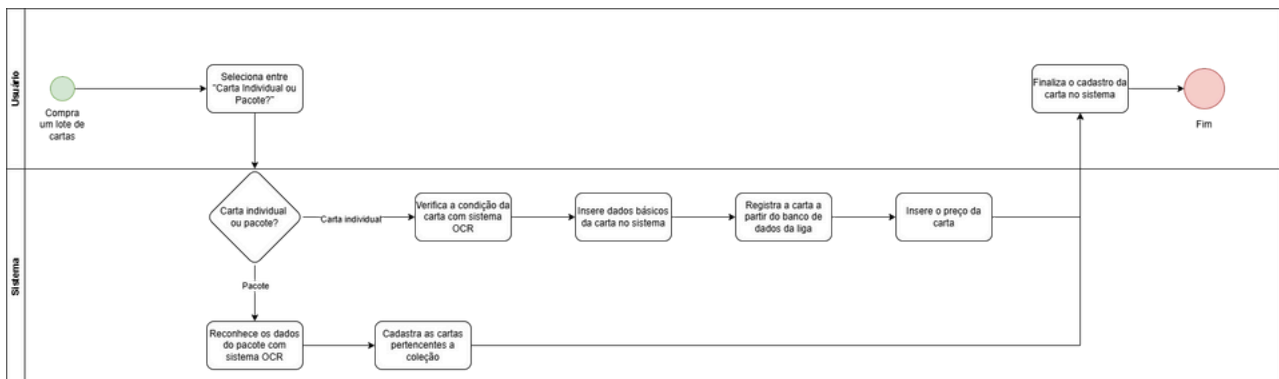 Usuário
Compra
um lote de
cartas
Seleciona entre
"Carta Individual ou
Pacote?"
Finaliza o cadastro da
carta no sistema
Fim
Sistema
Carta individual
ou pacote?
Carta individual
Verifica a condição da
carta com sistema
OCR
Insere dados básicos
da carta no sistema
Registra a carta a
partir do banco de
dados da liga
Insere o preço da
carta
Pacote
Reconhece os dados
do pacote com
sistema OCR
Cadastra as cartas
pertencentes a
coleção